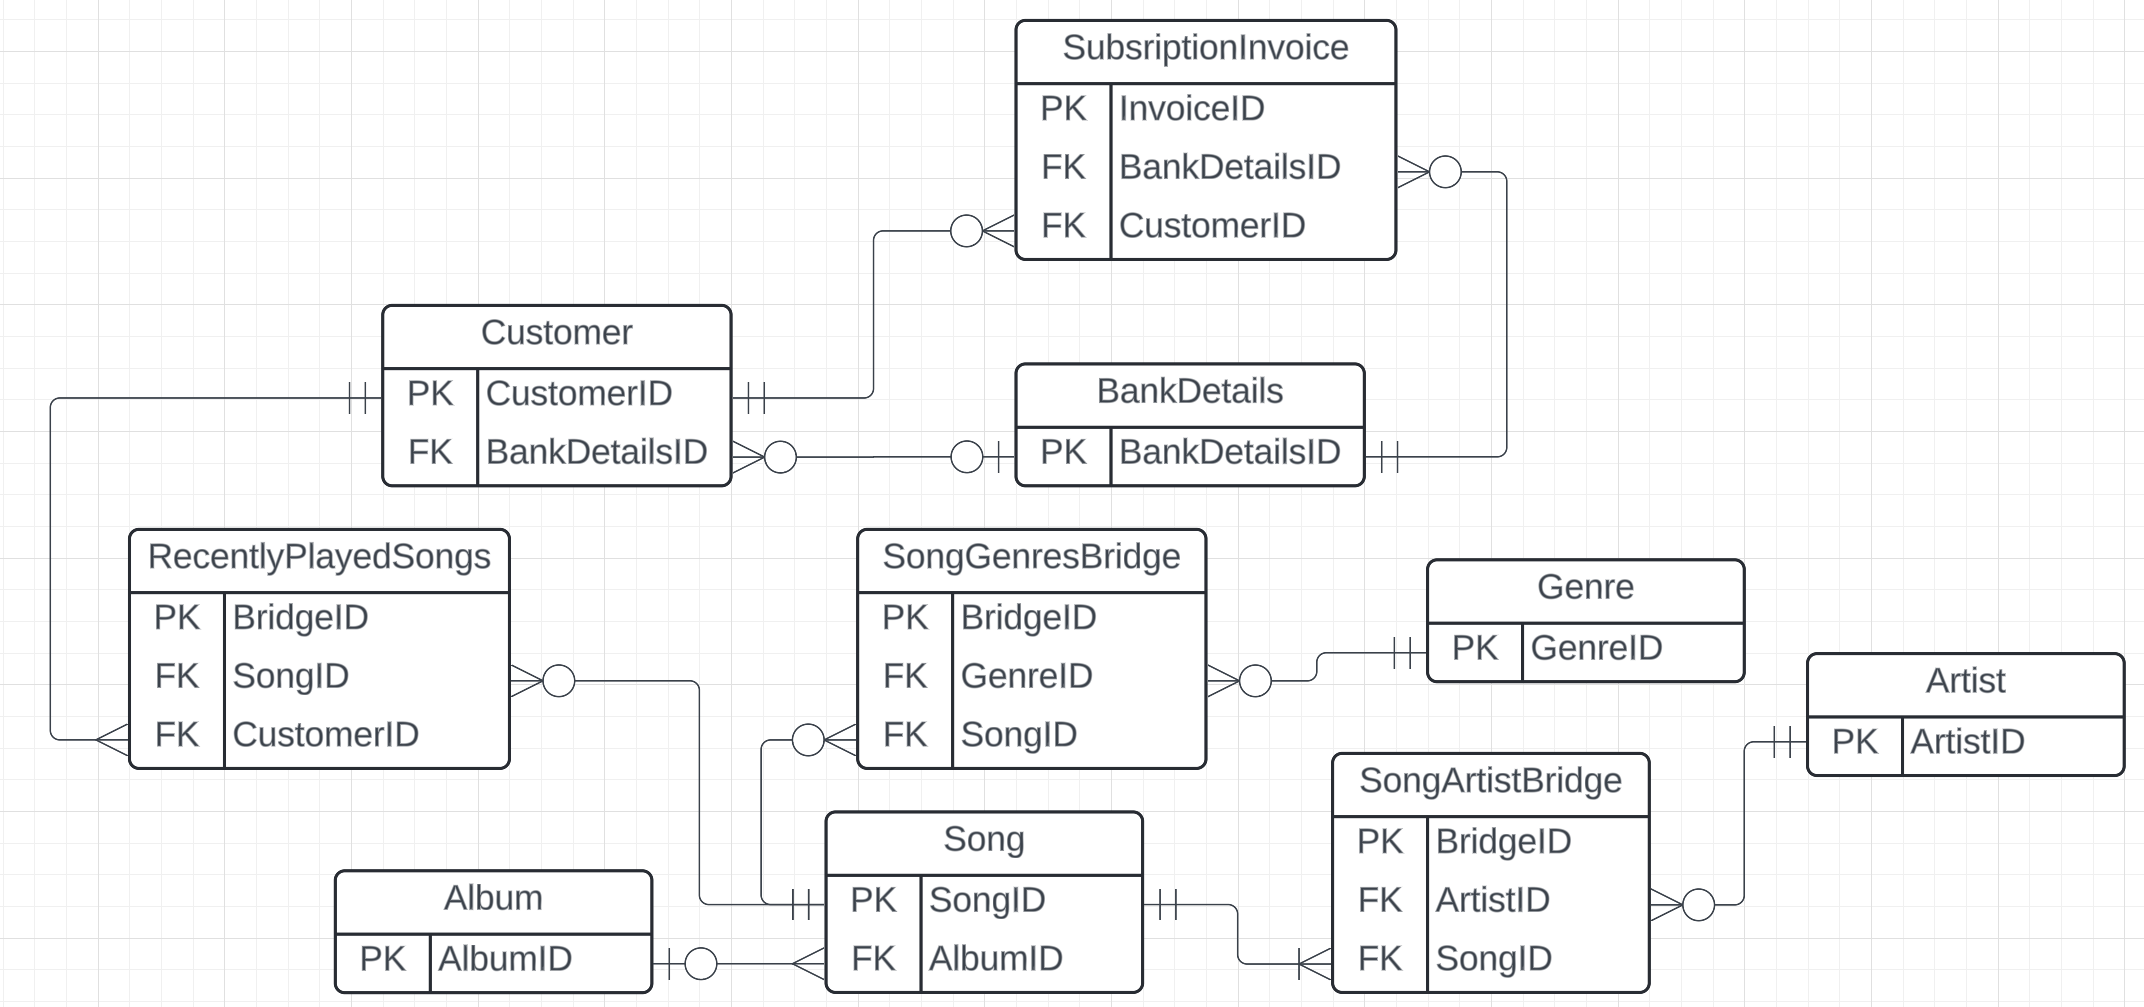 SubsriptionInvoice
PK InvoiceID
FK BankDetailsID
FK CustomerID
Customer
PK CustomerID
FK BankDetailsID
BankDetails
PK BankDetailsID
RecentlyPlayedSongs
PK BridgeID
FK SongID
FK CustomerID
SongGenresBridge
PK BridgeID
FK GenreID
FK SongID
Genre
PK GenreID
Artist
PK ArtistID
SongArtistBridge
PK BridgeID
FK ArtistID
FK SongID
Song
PK SongID
FK AlbumID
Album
PK AlbumID